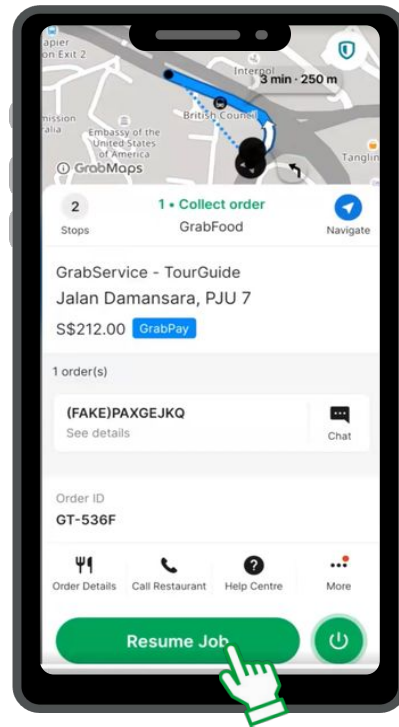 apier
on Exit 2
Interpol
3 min · 250 m
British Council
mission
ralia
Embassy of the
United States
of America
Tanglin
GrabMaps
2
Stops
1 • Collect order
GrabFood
Navigate
GrabService - TourGuide
Jalan Damansara, PJU 7
S$212.00 GrabPay
1 order(s)
(FAKE)PAXGEJKQ
See details
Chat
Order ID
GT-536F
Order Details
Call Restaurant
Help Centre
More
Resume Job